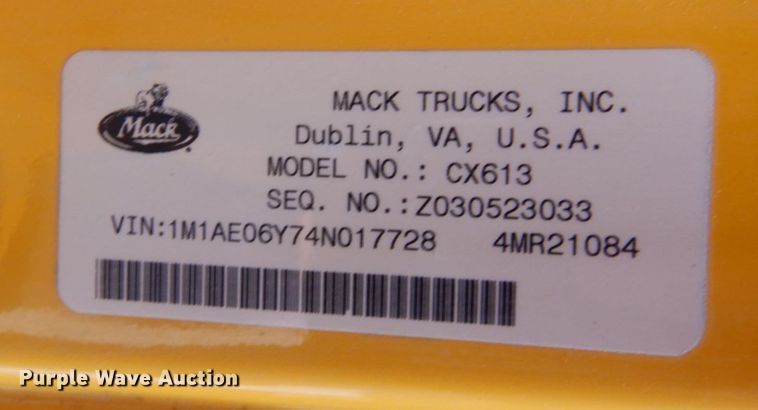 Mack
MACK TRUCKS, INC.
Dublin, VA, U.S.A.
MODEL NO.: CX613
SEQ. NO.:Z030523033
VIN:1M1AE06Y74N017728 4MR21084
Purple Wave Auction